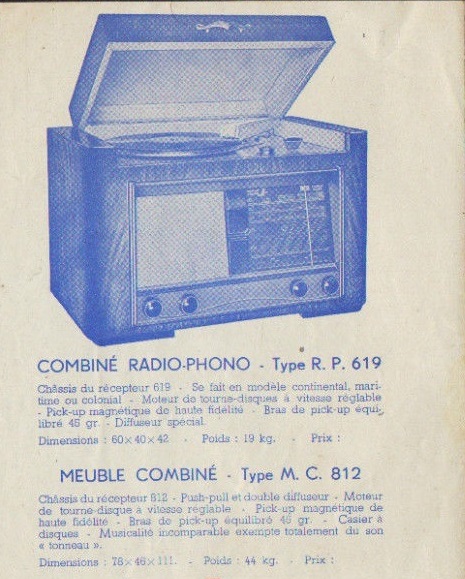 COMBINÉ RADIO-PHONO - Type R. P. 619
Châssis du récepteur 619 - Se fait en modèle continental, mari-
time ou colonial - Moteur de tourne-disques à vitesse réglable
- Pick-up magnétique de haute fidélité - Bras de pick-up équi-
libré 45 gr. - Diffuseur spécial.
Dimensions : 60×40×42 - Poids : 19 kg. - Prix :
MEUBLE COMBINÉ - Type M. C. 812
Châssis du récepteur 812 - Push-pull et double diffuseur - Moteur
de tourne-disque à vitesse réglable - Pick-up magnétique de
haute fidélité - Bras de pick-up équilibré 45 gr. - Casier à
disques - Musicalité incomparable exempte totalement du son
« tonneau ».
Dimensions : 78×46×111. - Poids : 44 kg. - Prix :